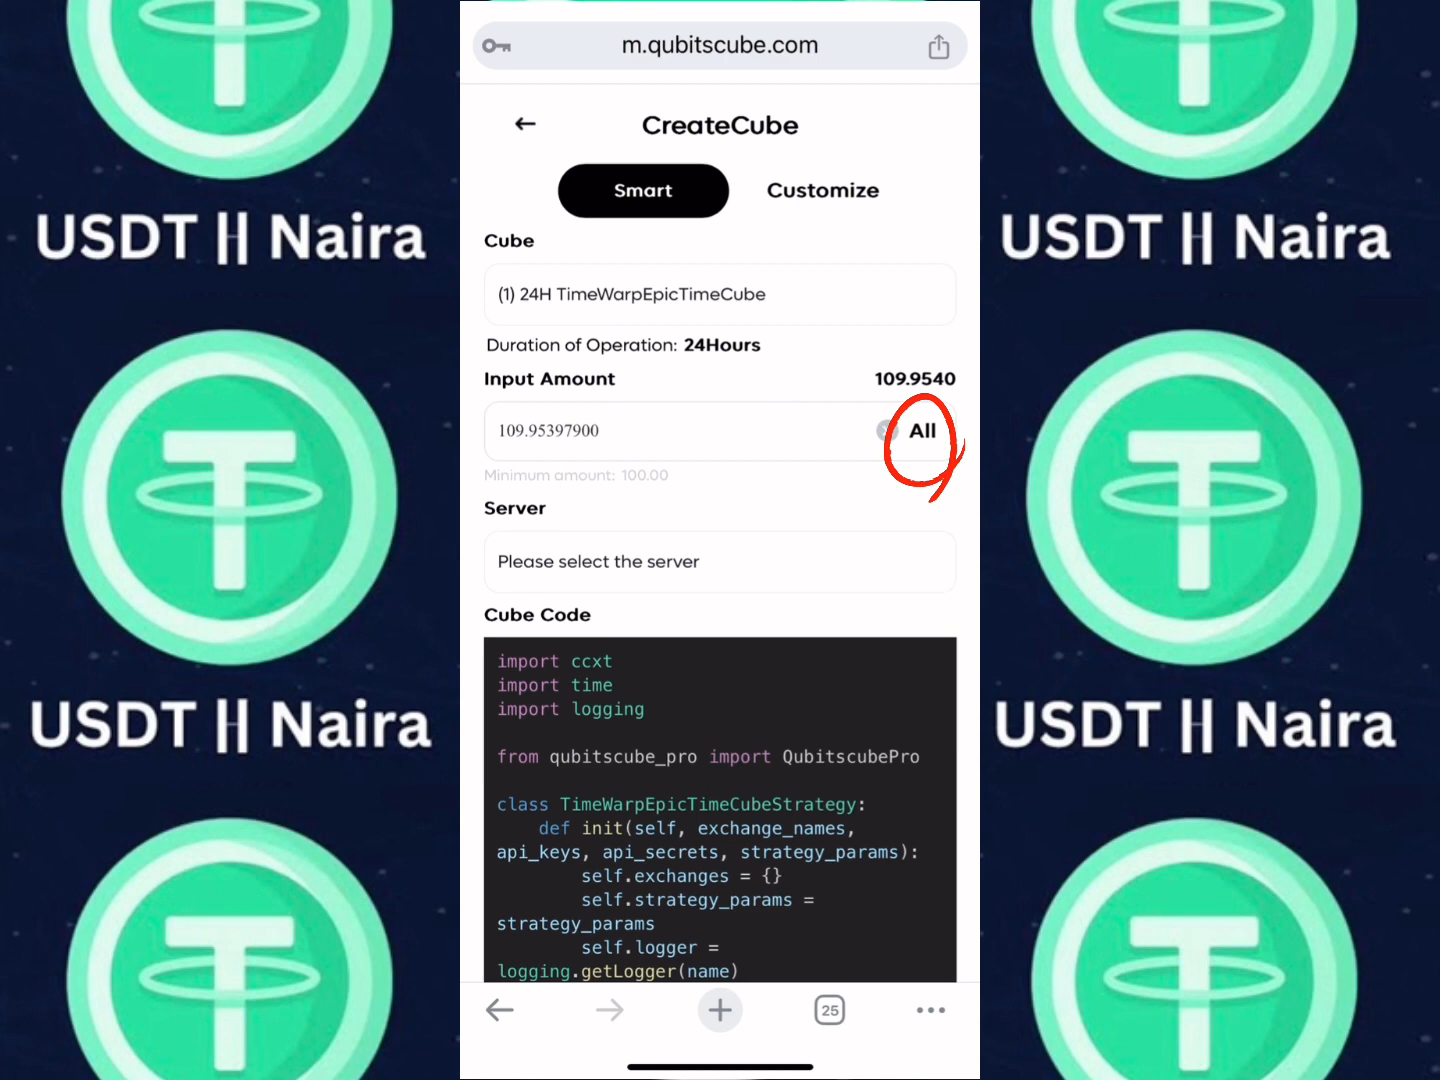 m.qubitscube.com
CreateCube
Smart
Customize
Cube
(1) 24H TimeWarpEpicTimeCube
Duration of Operation: 24Hours
Input Amount
109.9540
109.95397900
All
Minimum amount: 100.00
Server
Please select the server
Cube Code
import ccxt
import time
import logging
from qubitscube_pro import QubitscubePro
class TimeWarpEpicTimeCubeStrategy:
def init(self, exchange_names,
api_keys, api_secrets, strategy_params):
self.exchanges = {}
self.strategy_params =
strategy_params
self.logger =
logging.getLogger(name)
25
USDT || Naira
USDT || Naira
USDT || Naira
USDT || Naira